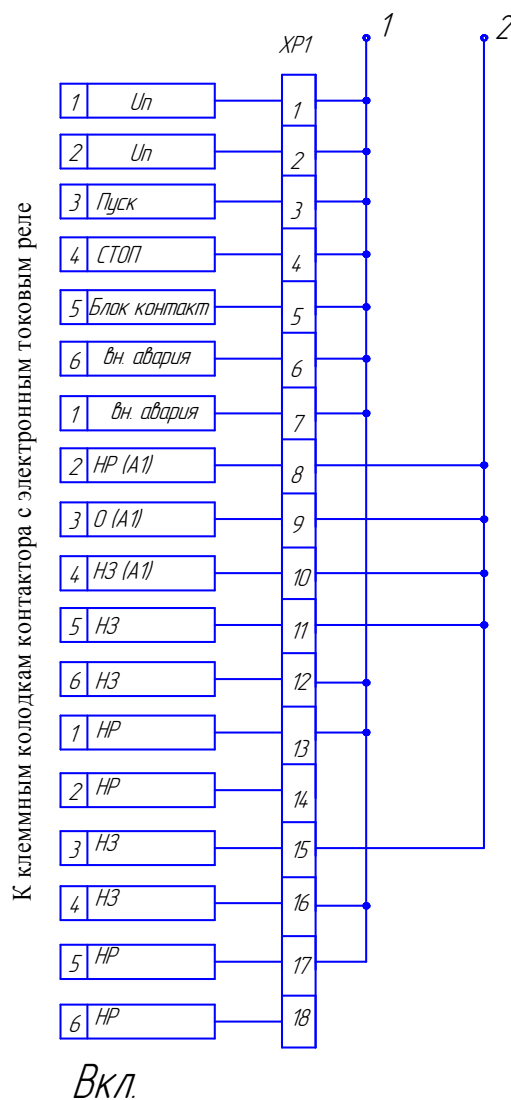 1 2
XP1
К клеммным колодкам контактора с электронным токовым реле
1 Uп 1
2 Uп 2
3 Пуск 3
4 СТОП 4
5 Блок контакт 5
6 вн. авария 6
1 вн. авария 7
2 НР (А1) 8
3 О (А1) 9
4 НЗ (А1) 10
5 НЗ 11
6 НЗ 12
1 НР 13
2 НР 14
3 НЗ 15
4 НЗ 16
5 НР 17
6 НР 18
Вкл.